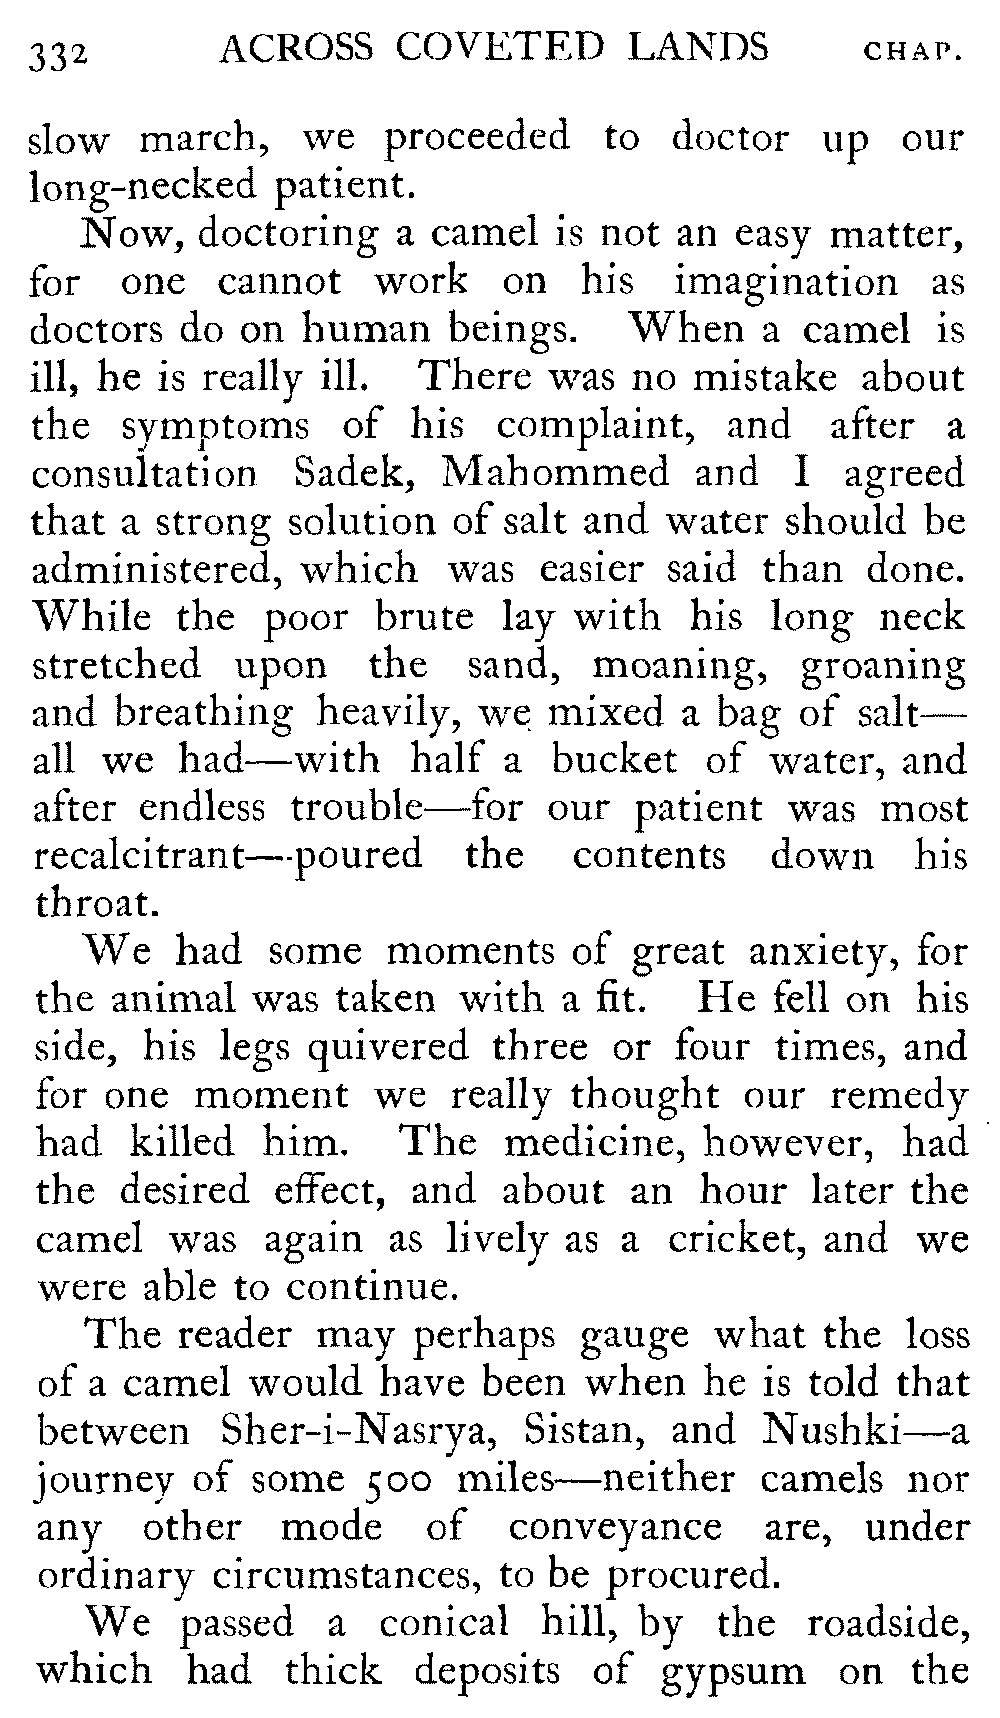 332 ACROSS COVETED LANDS CHAP.
slow march, we proceeded to doctor up our
long-necked patient.
Now, doctoring a camel is not an easy matter,
for one cannot work on his imagination as
doctors do on human beings. When a camel is
ill, he is really ill. There was no mistake about
the symptoms of his complaint, and after a
consultation Sadek, Mahommed and I agreed
that a strong solution of salt and water should be
administered, which was easier said than done.
While the poor brute lay with his long neck
stretched upon the sand, moaning, groaning
and breathing heavily, we mixed a bag of salt—
all we had—with half a bucket of water, and
after endless trouble—for our patient was most
recalcitrant—poured the contents down his
throat.
We had some moments of great anxiety, for
the animal was taken with a fit. He fell on his
side, his legs quivered three or four times, and
for one moment we really thought our remedy
had killed him. The medicine, however, had
the desired effect, and about an hour later the
camel was again as lively as a cricket, and we
were able to continue.
The reader may perhaps gauge what the loss
of a camel would have been when he is told that
between Sher-i-Nasrya, Sistan, and Nushki—a
journey of some 500 miles—neither camels nor
any other mode of conveyance are, under
ordinary circumstances, to be procured.
We passed a conical hill, by the roadside,
which had thick deposits of gypsum on the